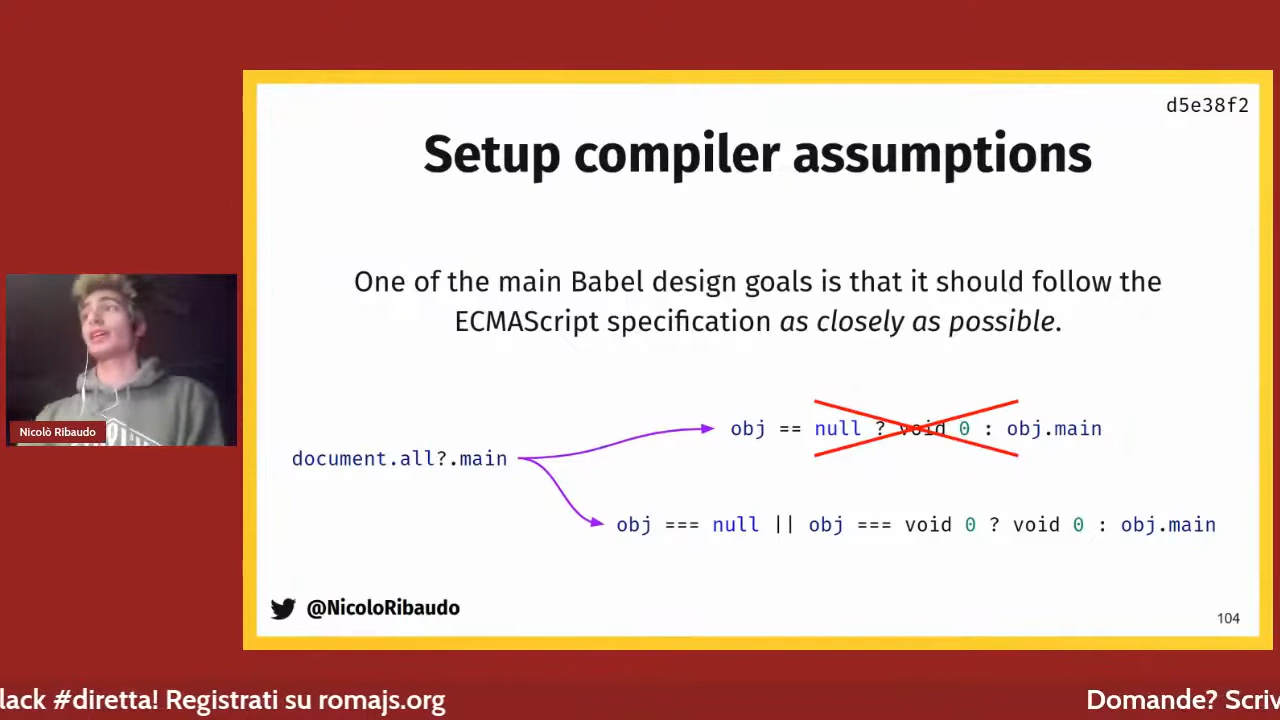 d5e38f2
Setup compiler assumptions
One of the main Babel design goals is that it should follow the
ECMAScript specification as closely as possible.
obj == null ? void 0 : obj.main
document.all?.main
obj === null || obj === void 0 ? void 0 : obj.main
@NicoloRibaudo
104
Nicolò Ribaudo
lack #diretta! Registrati su romajs.org
Domande? Scriv